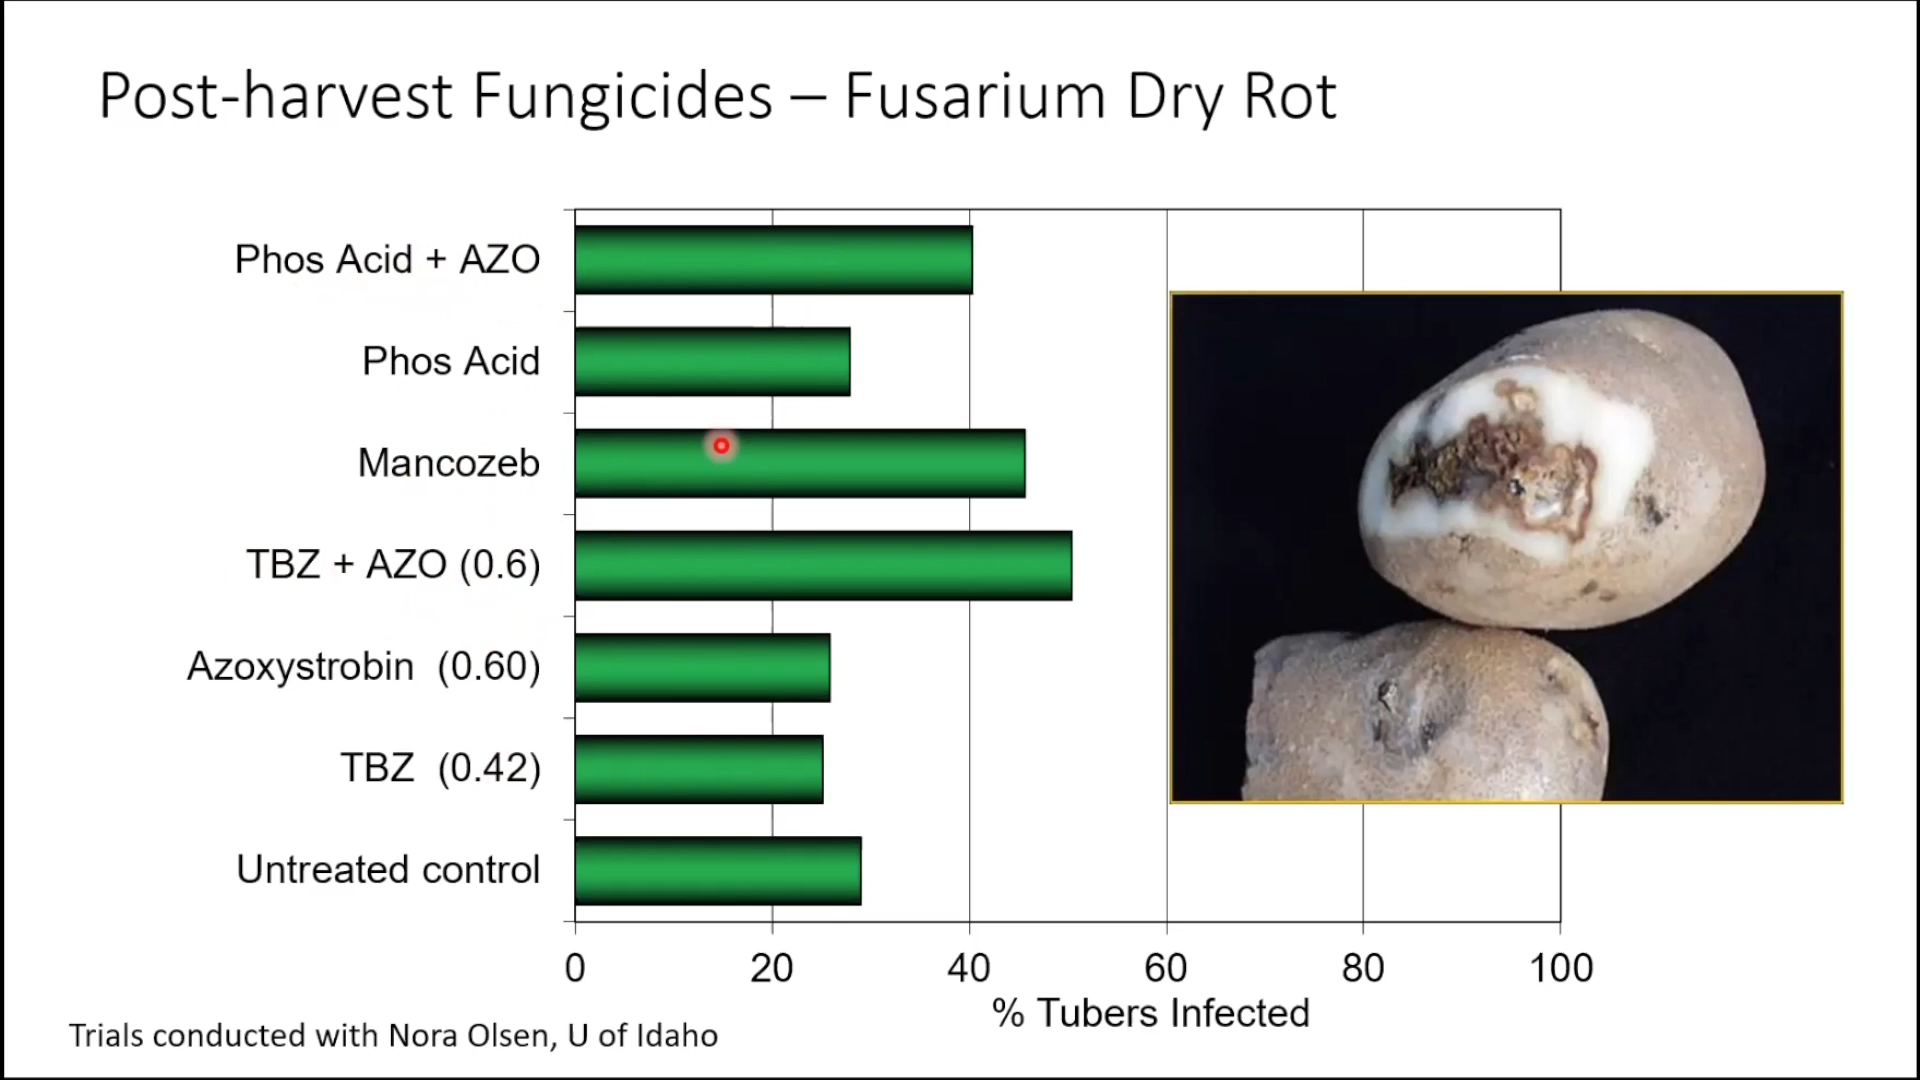 Post-harvest Fungicides – Fusarium Dry Rot
Phos Acid + AZO
Phos Acid
Mancozeb
TBZ + AZO (0.6)
Azoxystrobin (0.60)
TBZ (0.42)
Untreated control
0 20 40 60 80 100
% Tubers Infected
Trials conducted with Nora Olsen, U of Idaho